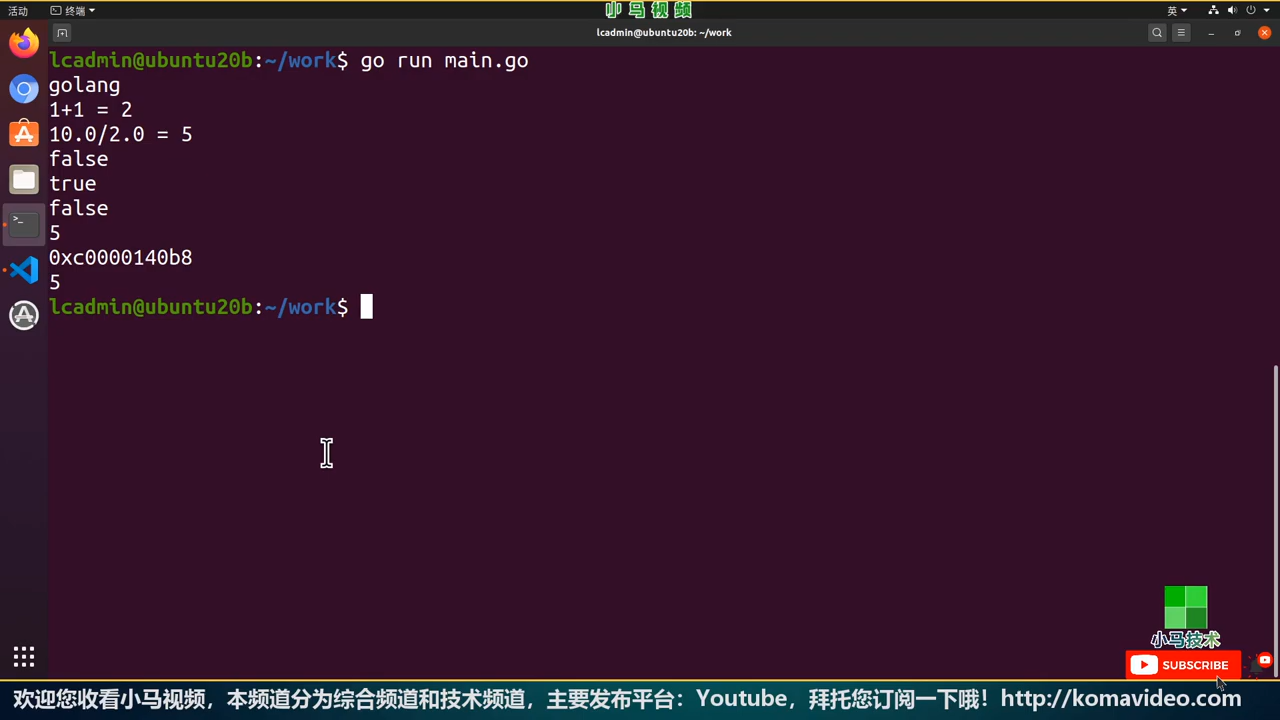 活动
终端
小马视频
英
lcadmin@ubuntu20b: ~/work
lcadmin@ubuntu20b:~/work$ go run main.go
golang
1+1 = 2
10.0/2.0 = 5
false
true
false
5
0xc0000140b8
5
lcadmin@ubuntu20b:~/work$
小马技术
SUBSCRIBE
欢迎您收看小马视频，本频道分为综合频道和技术频道，主要发布平台：Youtube，拜托您订阅一下哦！http://komavideo.com